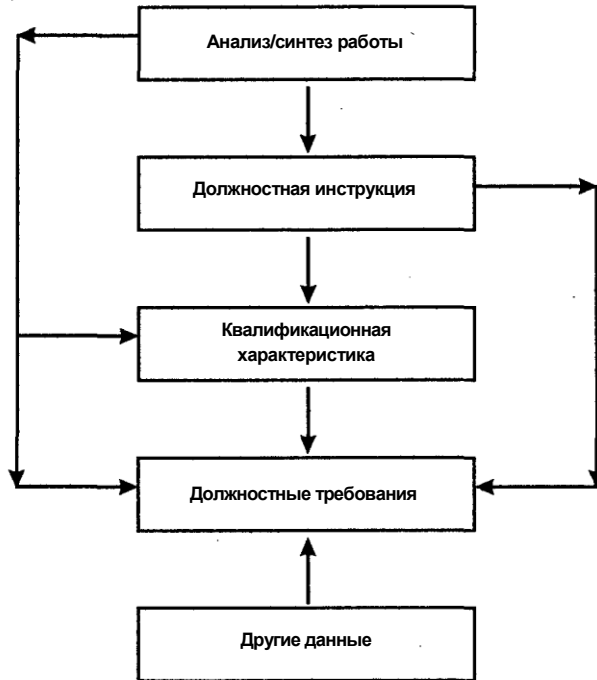 Анализ/синтез работы
Должностная инструкция
Квалификационная
характеристика
Должностные требования
Другие данные